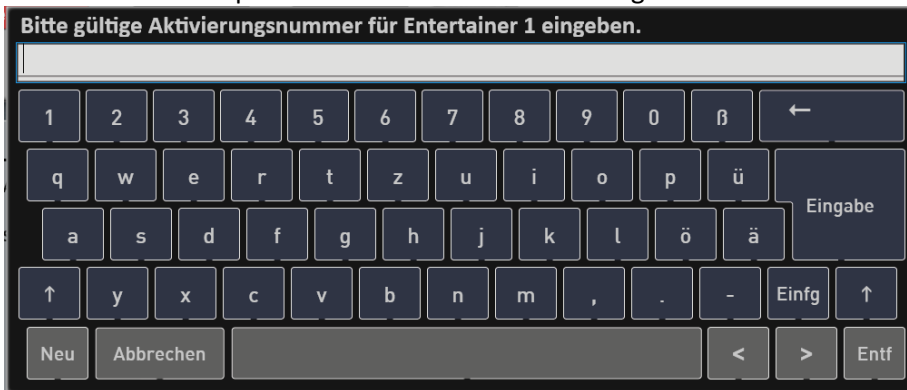 Bitte gültige Aktivierungsnummer für Entertainer 1 eingeben.
1 2 3 4 5 6 7 8 9 0 ß ←
q w e r t z u i o p ü
Eingabe
a s d f g h j k l ö ä
↑ y x c v b n m , . - Einfg ↑
Neu Abbrechen < > Entf